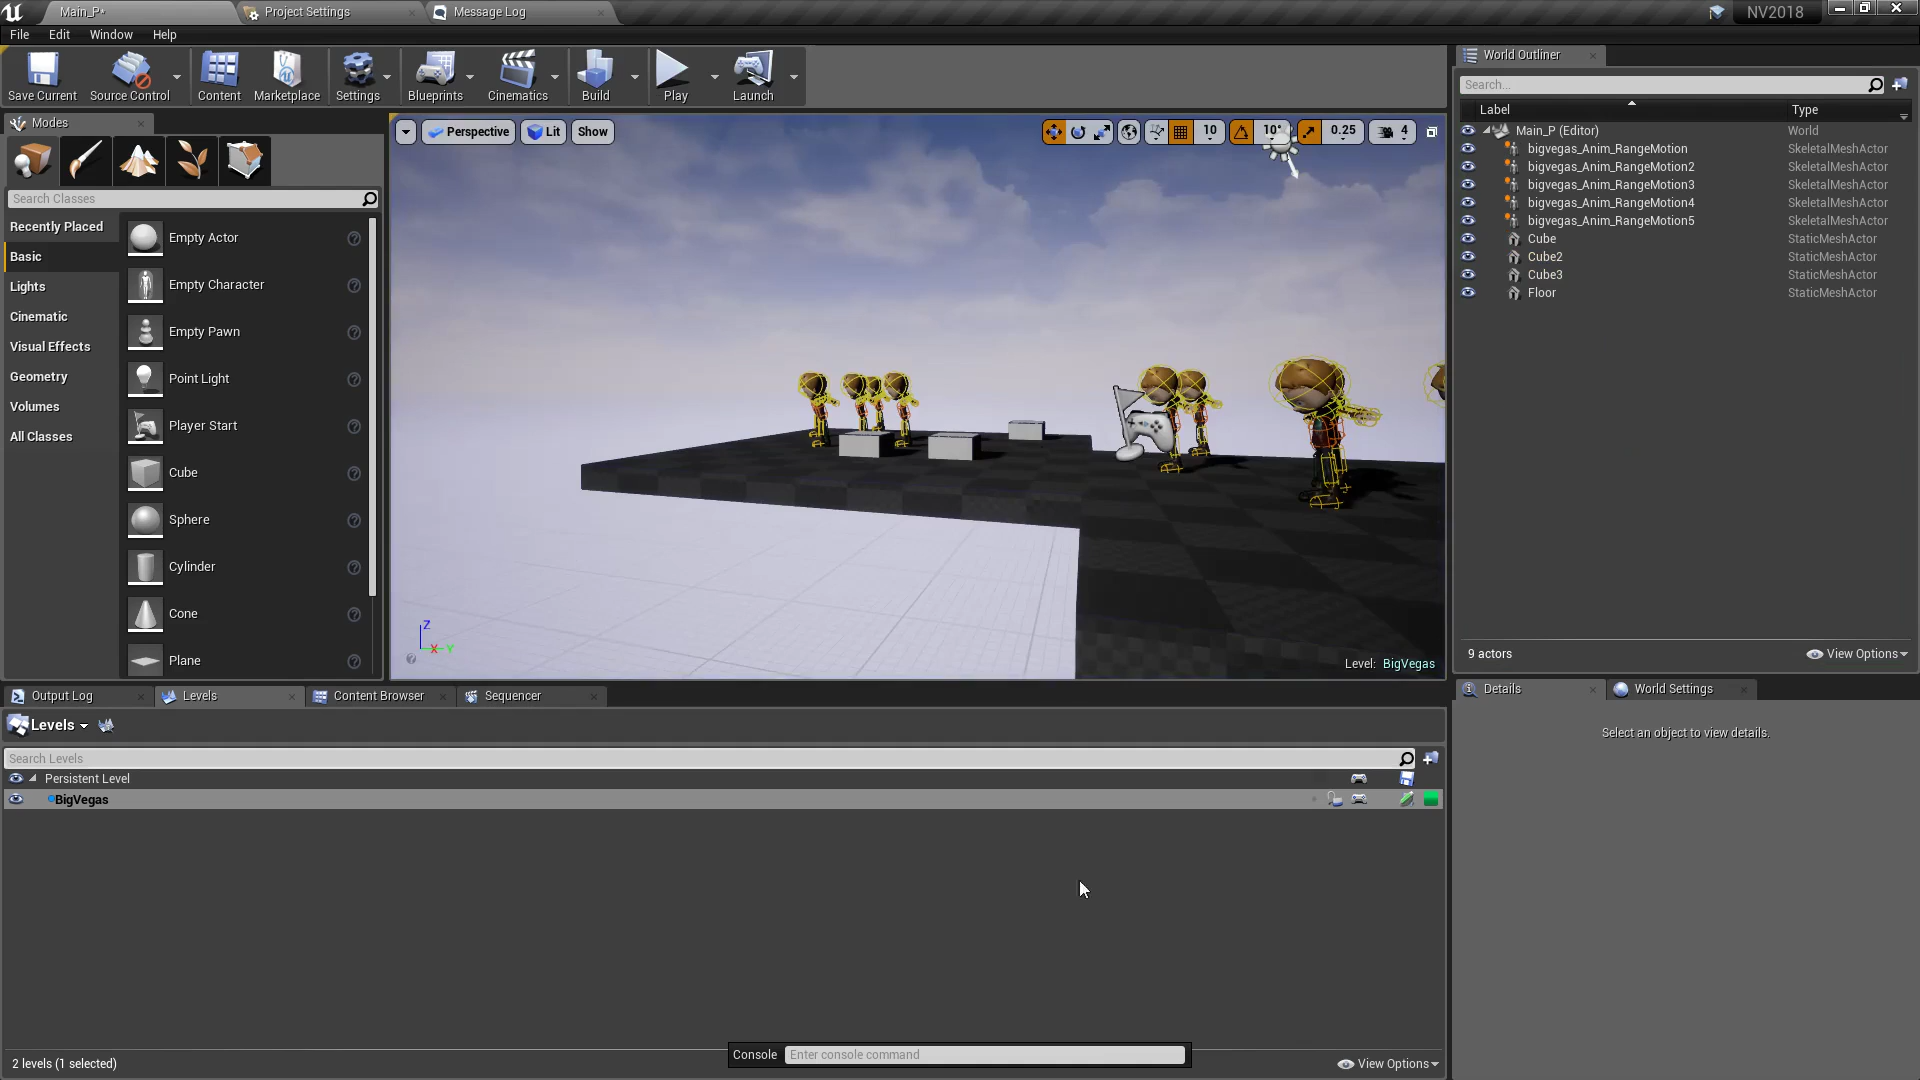 Main_P*
Project Settings
Message Log
NV2018
File
Edit
Window
Help
Save Current
Source Control
Content
Marketplace
Settings
Blueprints
Cinematics
Build
Play
Launch
Modes
Search Classes
Recently Placed
Basic
Lights
Cinematic
Visual Effects
Geometry
Volumes
All Classes
Empty Actor
Empty Character
Empty Pawn
Point Light
Player Start
Cube
Sphere
Cylinder
Cone
Plane
Perspective
Lit
Show
10
10°
0.25
4
Z
X
Y
Level: BigVegas
World Outliner
Search...
Label
Type
Main_P (Editor) World
bigvegas_Anim_RangeMotion SkeletalMeshActor
bigvegas_Anim_RangeMotion2 SkeletalMeshActor
bigvegas_Anim_RangeMotion3 SkeletalMeshActor
bigvegas_Anim_RangeMotion4 SkeletalMeshActor
bigvegas_Anim_RangeMotion5 SkeletalMeshActor
Cube StaticMeshActor
Cube2 StaticMeshActor
Cube3 StaticMeshActor
Floor StaticMeshActor
9 actors
View Options
Details
World Settings
Select an object to view details.
Output Log
Levels
Content Browser
Sequencer
Levels
Search Levels
Persistent Level
BigVegas
2 levels (1 selected)
Console
Enter console command
View Options